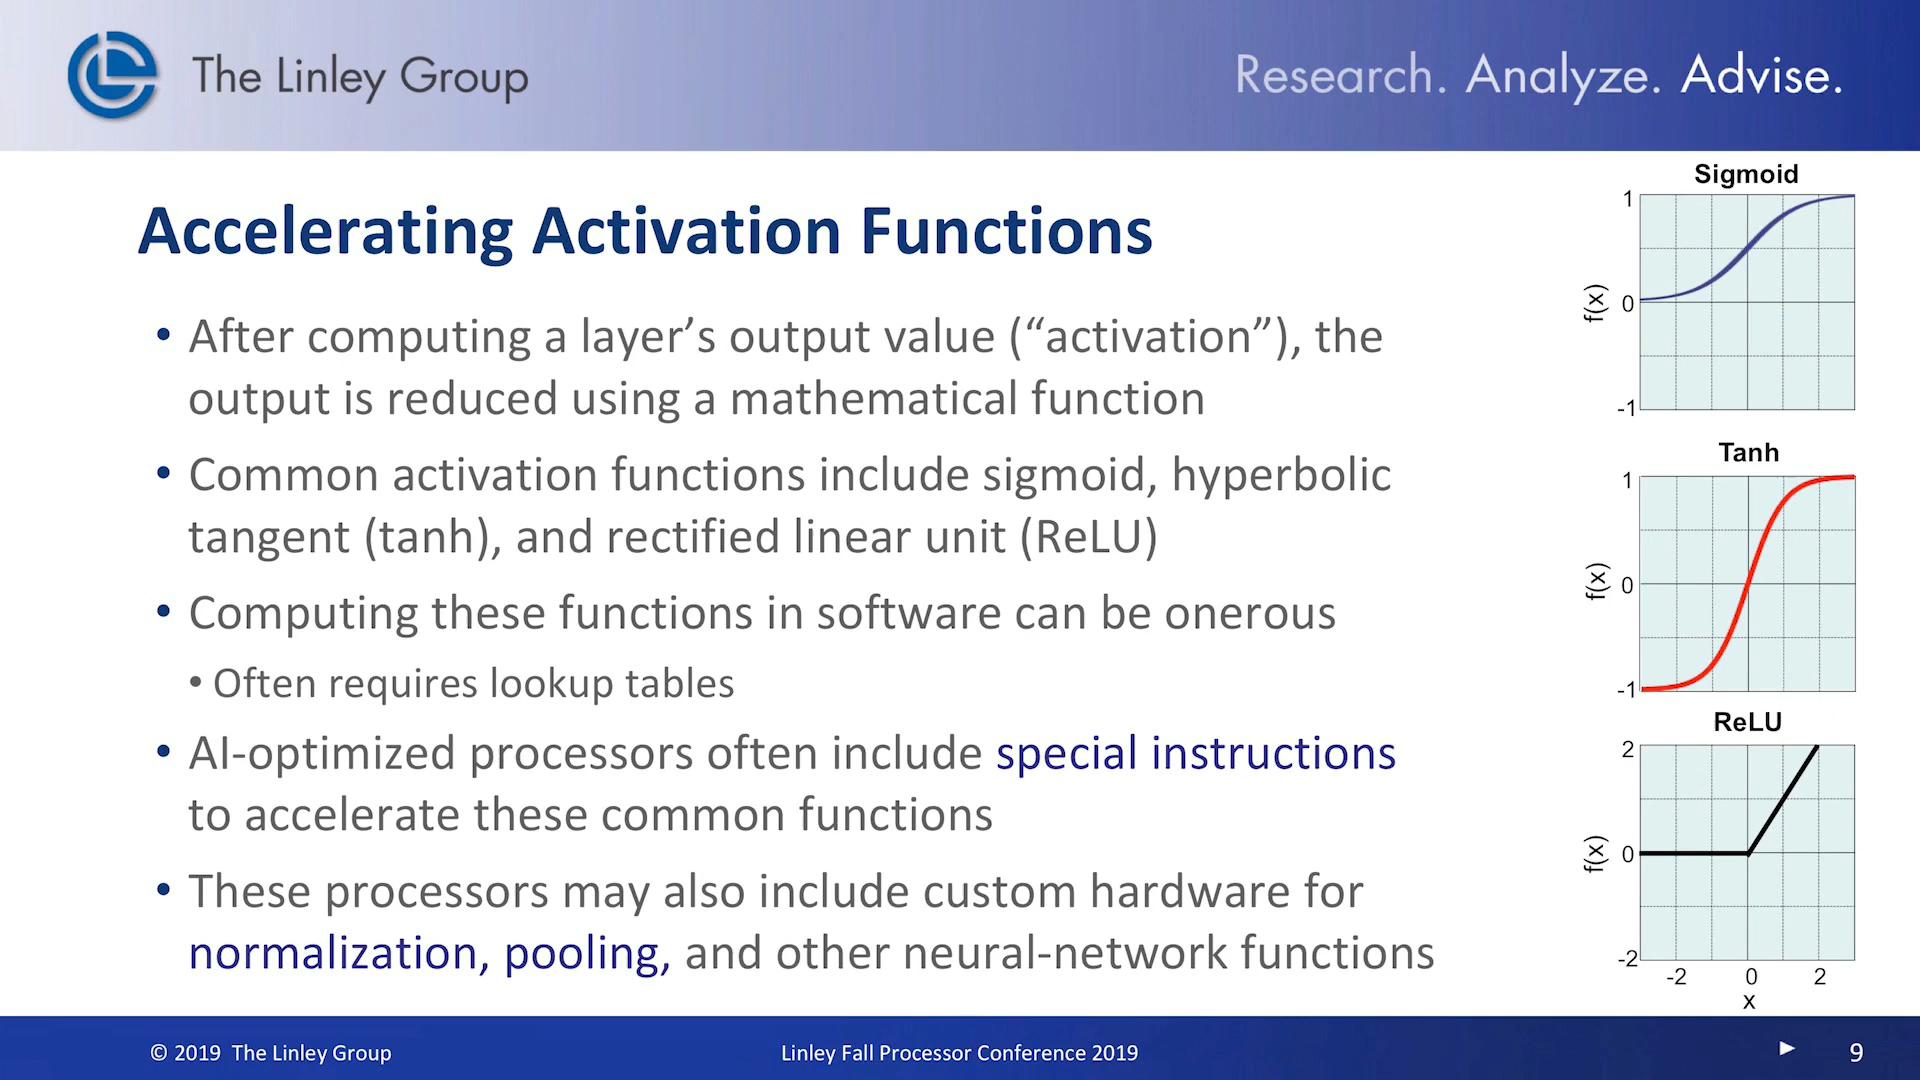 The Linley Group
Research. Analyze. Advise.
Accelerating Activation Functions
• After computing a layer’s output value (“activation”), the
output is reduced using a mathematical function
• Common activation functions include sigmoid, hyperbolic
tangent (tanh), and rectified linear unit (ReLU)
• Computing these functions in software can be onerous
• Often requires lookup tables
• AI-optimized processors often include special instructions
to accelerate these common functions
• These processors may also include custom hardware for
normalization, pooling, and other neural-network functions
Sigmoid
1
f(x) 0
-1
Tanh
1
f(x) 0
-1
ReLU
2
f(x) 0
-2
-2 0 2
x
© 2019 The Linley Group
Linley Fall Processor Conference 2019
9